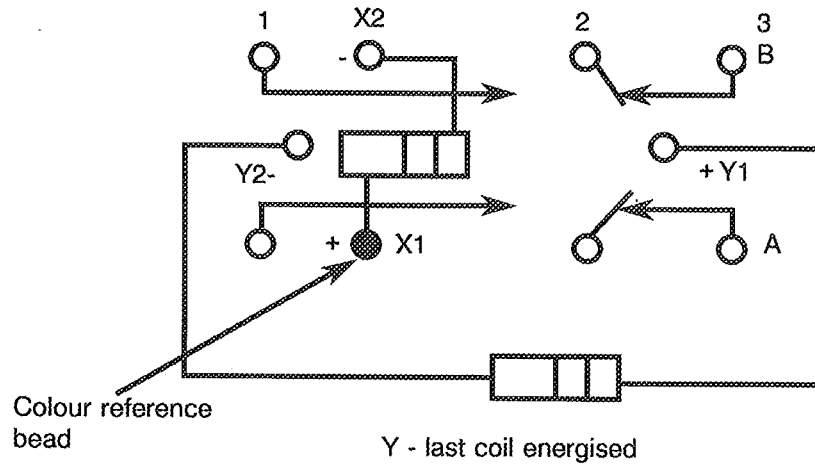 1 X2 2 3
- B
Y2- + Y1
+ X1 A
Colour reference
bead
Y - last coil energised